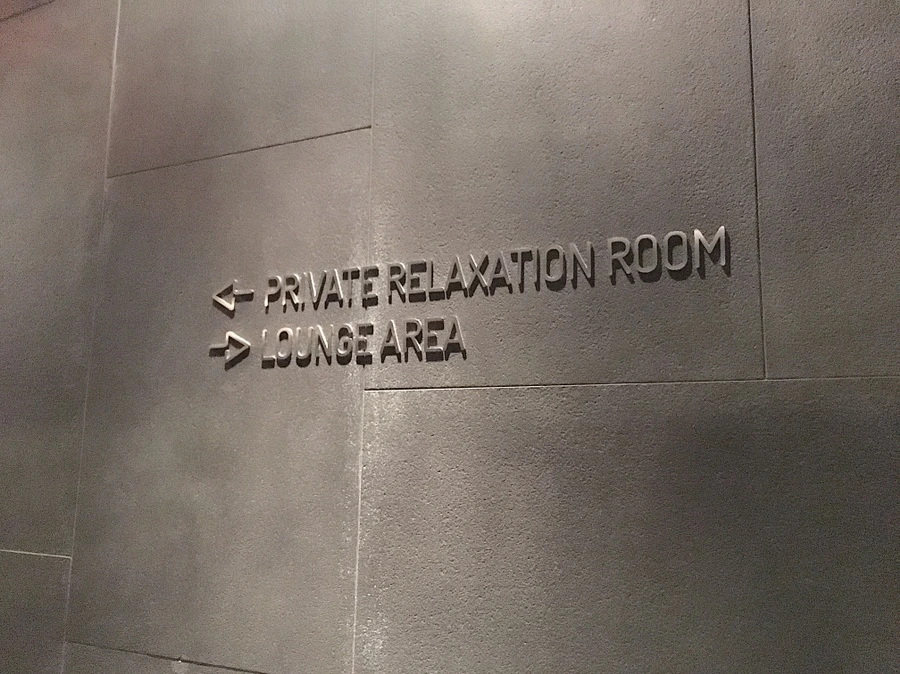 ← PRIVATE RELAXATION ROOM
→ LOUNGE AREA